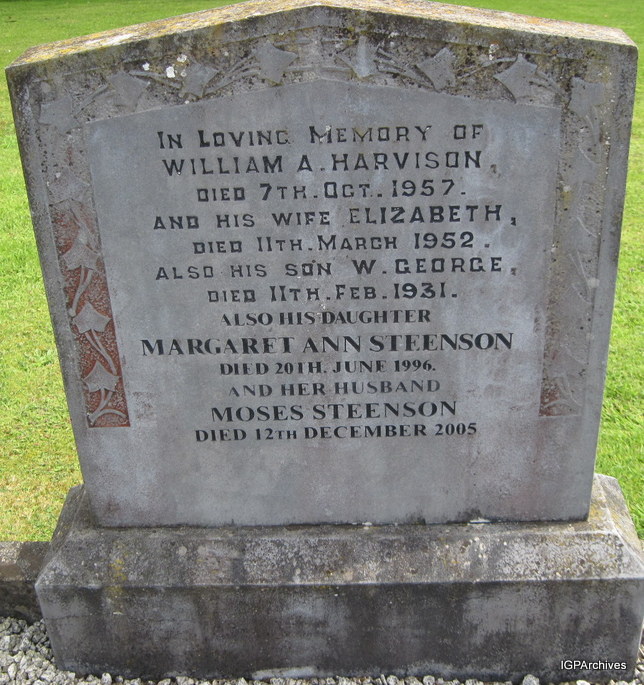 In Loving Memory of
WILLIAM A. HARVISON,
DIED 7TH. OCT. 1957.
AND HIS WIFE ELIZABETH,
DIED 11TH. MARCH 1952.
ALSO HIS SON W. GEORGE,
DIED 11TH. FEB. 1931.
ALSO HIS DAUGHTER
MARGARET ANN STEENSON
DIED 20TH. JUNE 1996.
AND HER HUSBAND
MOSES STEENSON
DIED 12TH DECEMBER 2005
IGPArchives